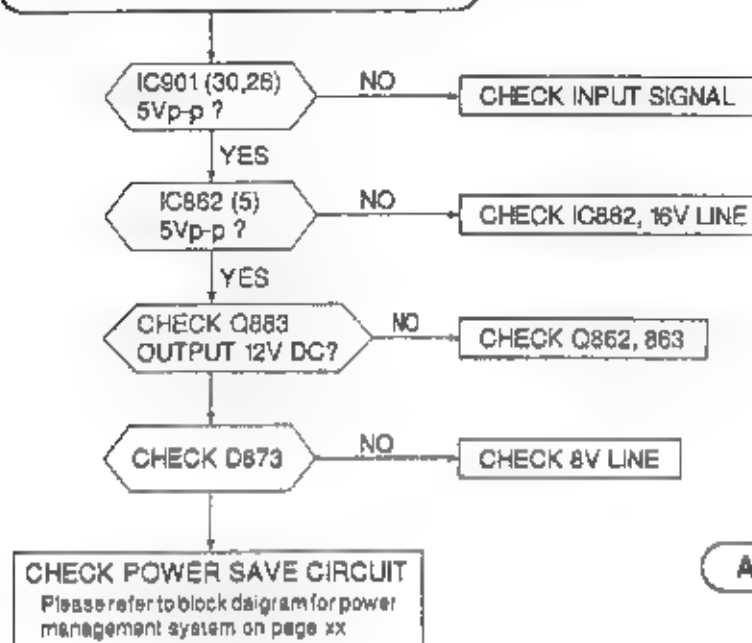 IC901 (30,26)
5Vp-p ?
NO
CHECK INPUT SIGNAL
YES
IC862 (5)
5Vp-p ?
NO
CHECK IC862, 16V LINE
YES
CHECK Q883
OUTPUT 12V DC?
NO
CHECK Q862, 863
CHECK D873
NO
CHECK 8V LINE
CHECK POWER SAVE CIRCUIT
Please refer to block daigram for power
management system on page xx
A